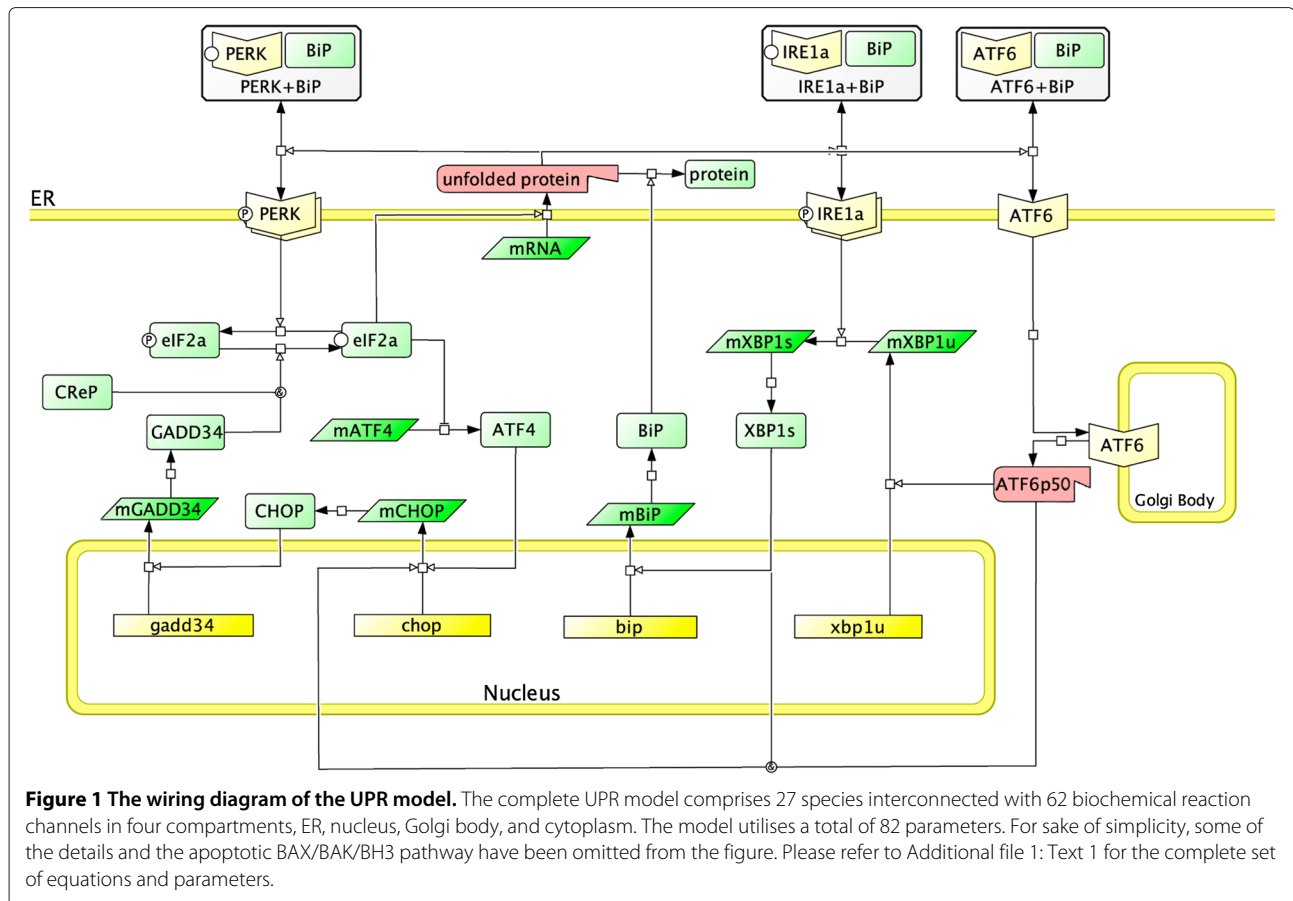 PERK BiP
PERK+BiP
IRE1a BiP
IRE1a+BiP
ATF6 BiP
ATF6+BiP
unfolded protein
protein
ER
P PERK
P IRE1a
ATF6
mRNA
P eIF2a
eIF2a
mXBP1s
mXBP1u
CReP
&
GADD34
mATF4
ATF4
BiP
XBP1s
ATF6
ATF6p50
Golgi Body
mGADD34
CHOP
mCHOP
mBiP
gadd34
chop
bip
xbp1u
Nucleus
&
Figure 1 The wiring diagram of the UPR model. The complete UPR model comprises 27 species interconnected with 62 biochemical reaction
channels in four compartments, ER, nucleus, Golgi body, and cytoplasm. The model utilises a total of 82 parameters. For sake of simplicity, some of
the details and the apoptotic BAX/BAK/BH3 pathway have been omitted from the figure. Please refer to Additional file 1: Text 1 for the complete set
of equations and parameters.